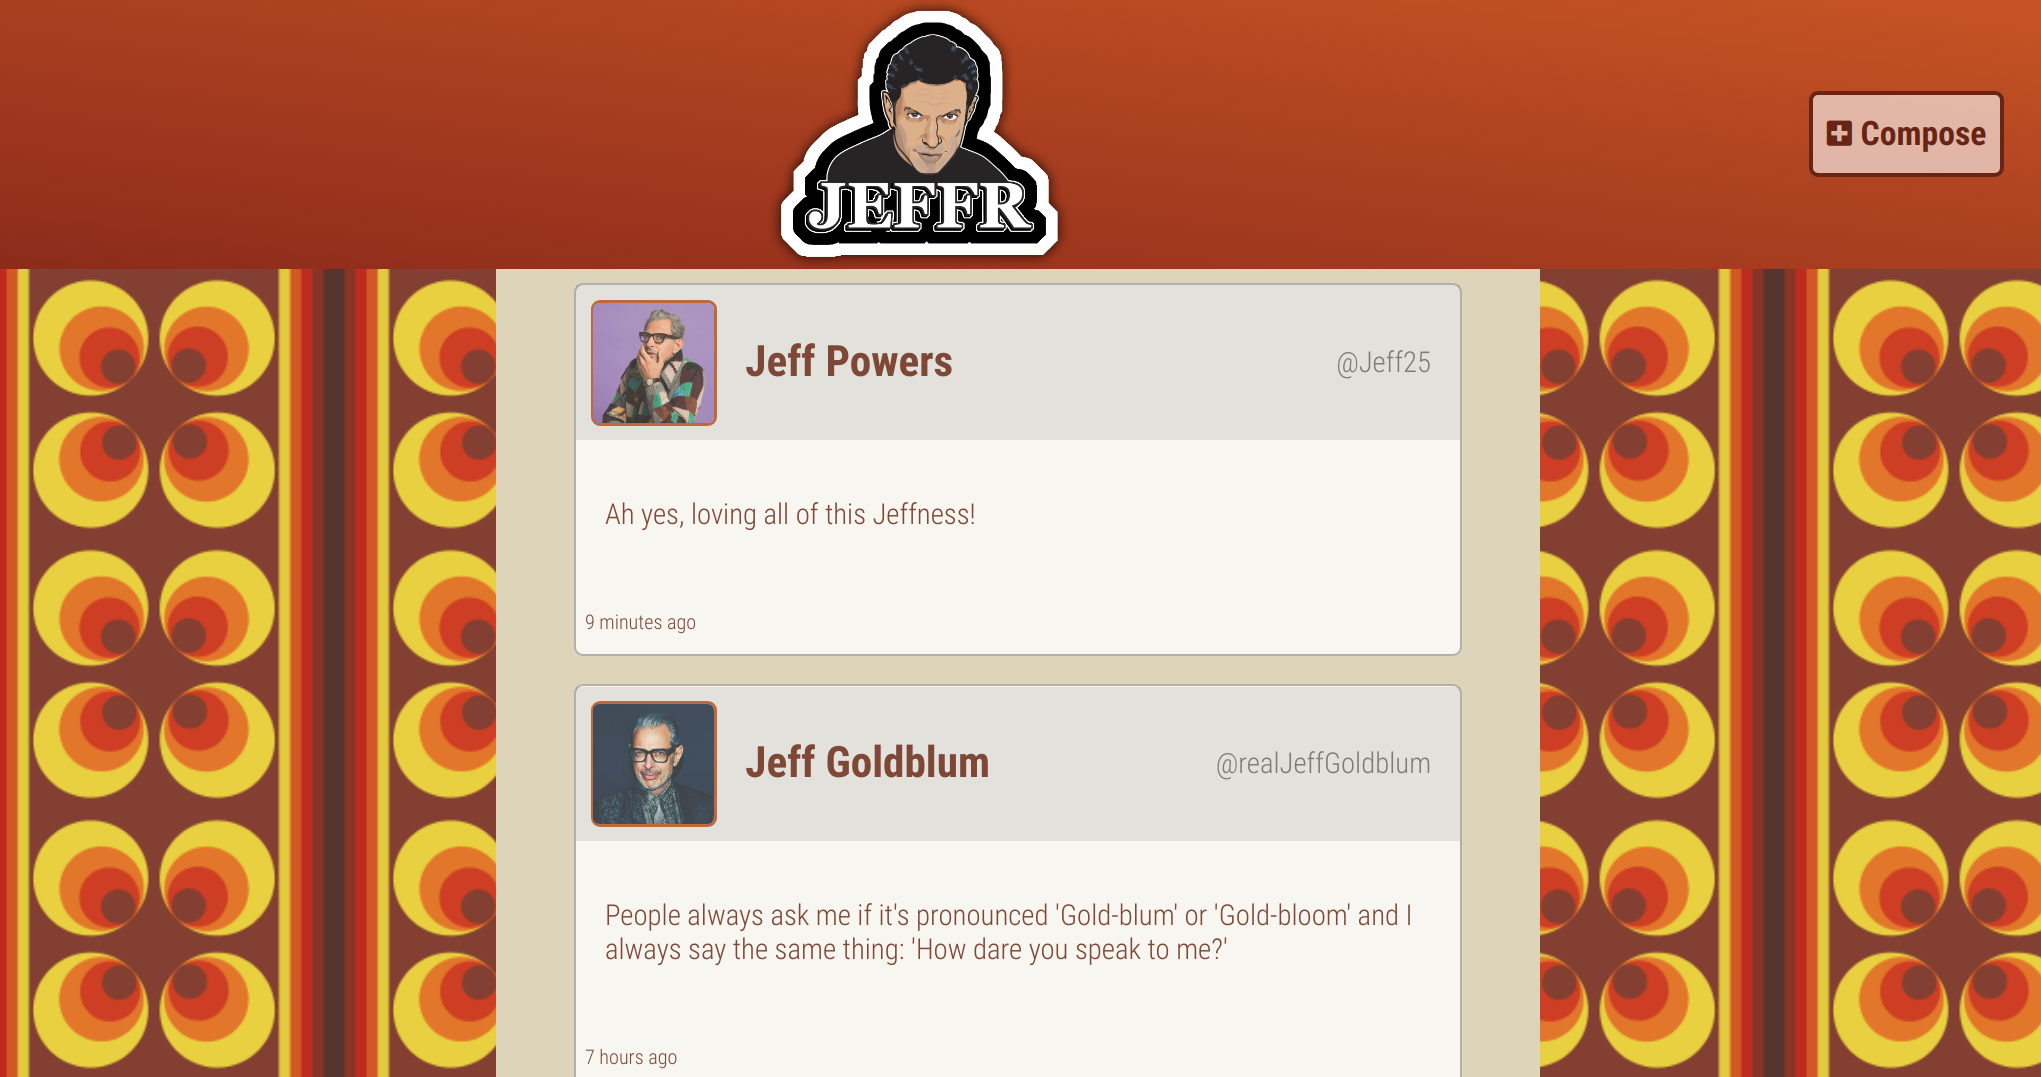 JEFFR
Compose
Jeff Powers
@Jeff25
Ah yes, loving all of this Jeffness!
9 minutes ago
Jeff Goldblum
@realJeffGoldblum
People always ask me if it's pronounced 'Gold-blum' or 'Gold-bloom' and I
always say the same thing: 'How dare you speak to me?'
7 hours ago